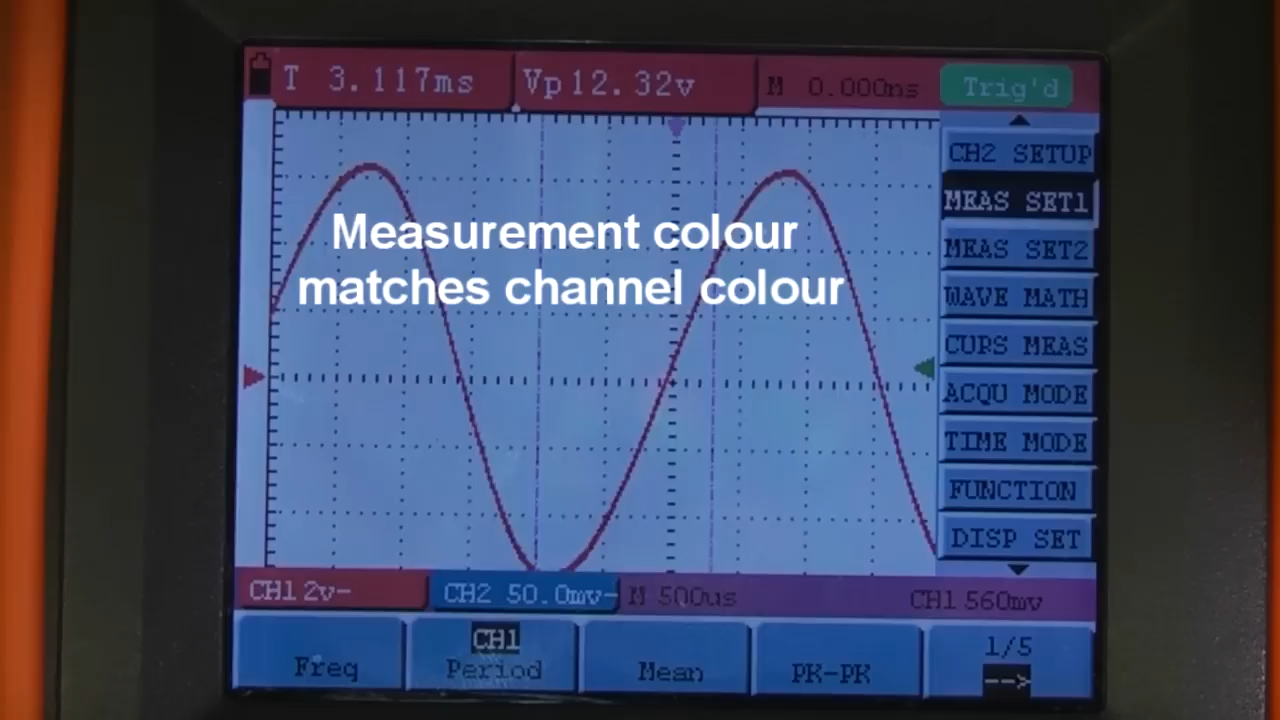 T 3.117ms
Vp 12.32v
M 0.000ns
Trig'd
CH2 SETUP
MEAS SET1
MEAS SET2
WAVE MATH
CURS MEAS
ACQU MODE
TIME MODE
FUNCTION
DISP SET
Measurement colour
matches channel colour
CH1 2v-
CH2 50.0mv-
M 500us
CH1 560mv
Freq
CH1
Period
Mean
PK-PK
1/5
-->